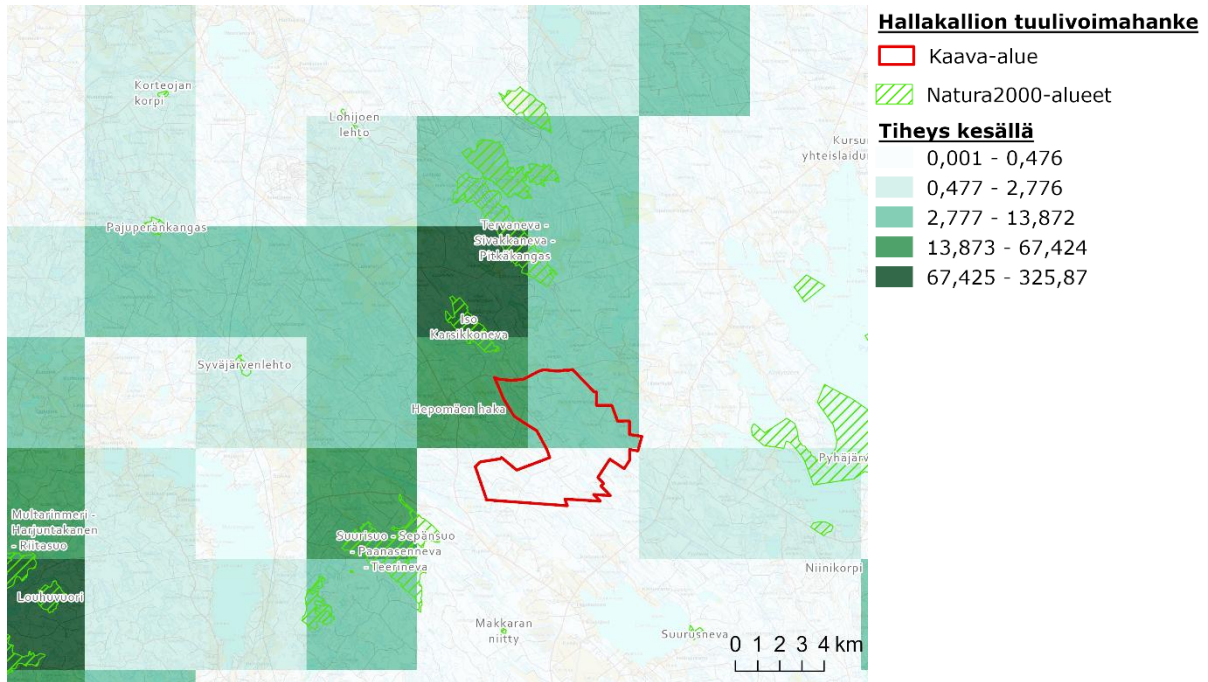 Hallakallion tuulivoimahanke
Kaava-alue
Natura2000-alueet
Tiheys kesällä
0,001 - 0,476
0,477 - 2,776
2,777 - 13,872
13,873 - 67,424
67,425 - 325,87
Korteojan
korpi
Lohijoen
lehto
yhteislaidu
Pajuperänkangas
Tervaneva -
Sivakkaneva -
Pitkäkangas
Iso
Karsikkoneva
Syväjärvenlehto
Hepomäen haka
Pyhäjärv
Multarinmeri -
Harjuntakanen
- Riitasuo
Suurisuo - Sepänsuo
- Paanasenneva
- Teerineva
Niinikorpi
Louhuvuori
Makkaran
niitty
Suurusneva
0 1 2 3 4 km